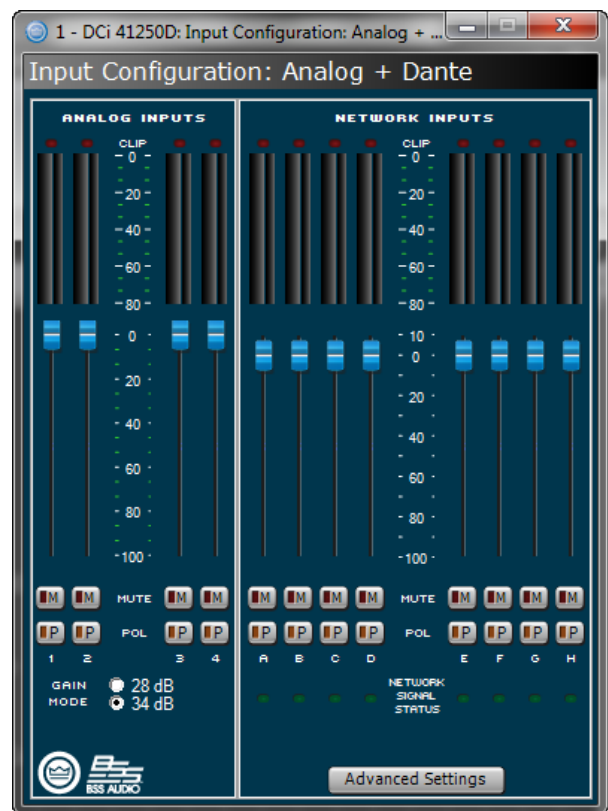 1 - DCi 41250D: Input Configuration: Analog + ...
Input Configuration: Analog + Dante
ANALOG INPUTS
CLIP
0
20
40
60
80
0
20
40
60
80
100
M M MUTE M M
P P POL P P
1 2 3 4
GAIN MODE
28 dB
34 dB
BSS
BSS AUDIO
NETWORK INPUTS
CLIP
0
20
40
60
80
10
0
20
40
60
80
100
M M M M MUTE M M M M
P P P P POL P P P P
A B C D E F G H
NETWORK
SIGNAL
STATUS
Advanced Settings